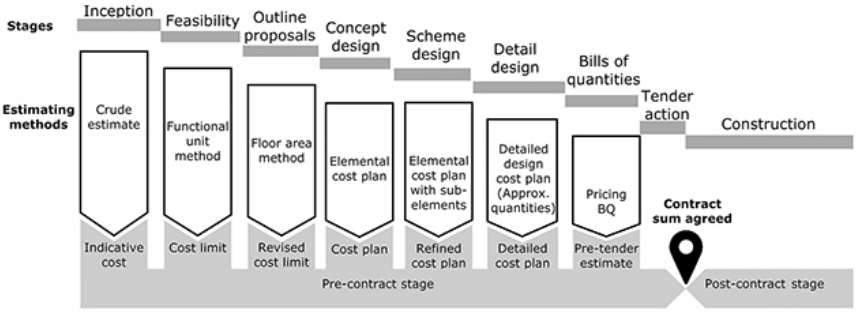 Stages
Inception
Feasibility
Outline
proposals
Concept
design
Scheme
design
Detail
design
Bills of
quantities
Tender
action
Construction
Estimating
methods
Crude
estimate
Functional
unit
method
Floor area
method
Elemental
cost plan
Elemental
cost plan
with sub-
elements
Detailed
design
cost plan
(Approx.
quantities)
Pricing
BQ
Contract
sum agreed
Indicative
cost
Cost limit
Revised
cost limit
Cost plan
Refined
cost plan
Detailed
cost plan
Pre-tender
estimate
Pre-contract stage
Post-contract stage